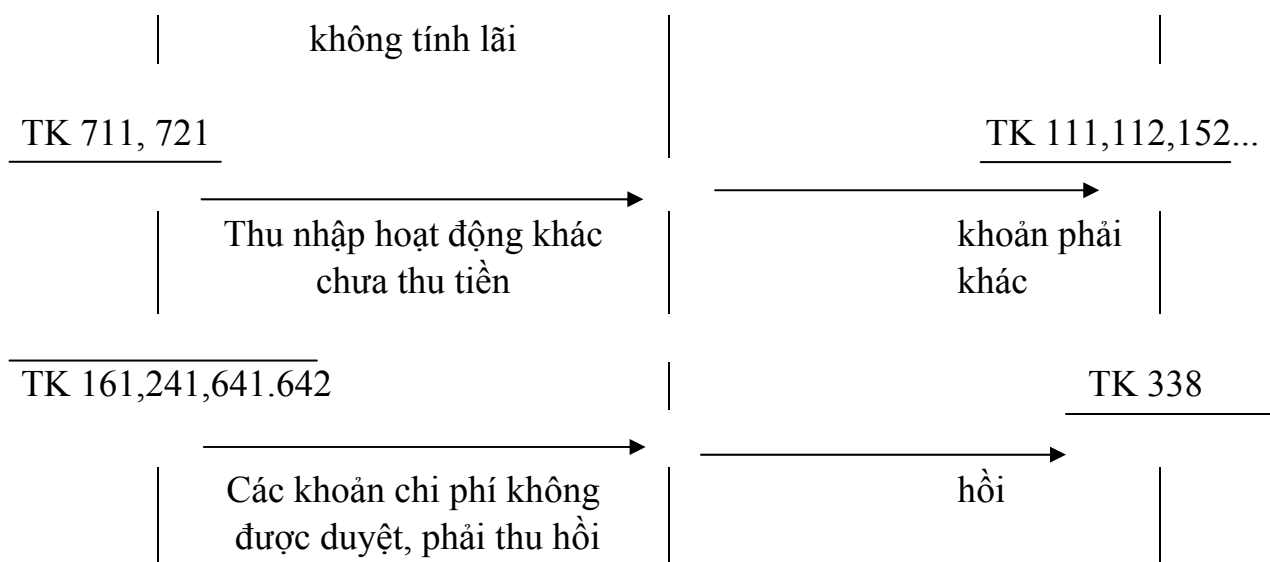 không tính lãi
TK 711, 721
TK 111,112,152...
Thu nhập hoạt động khác
chưa thu tiền
khoản phải
khác
TK 161,241,641.642
TK 338
Các khoản chi phí không
được duyệt, phải thu hồi
hồi